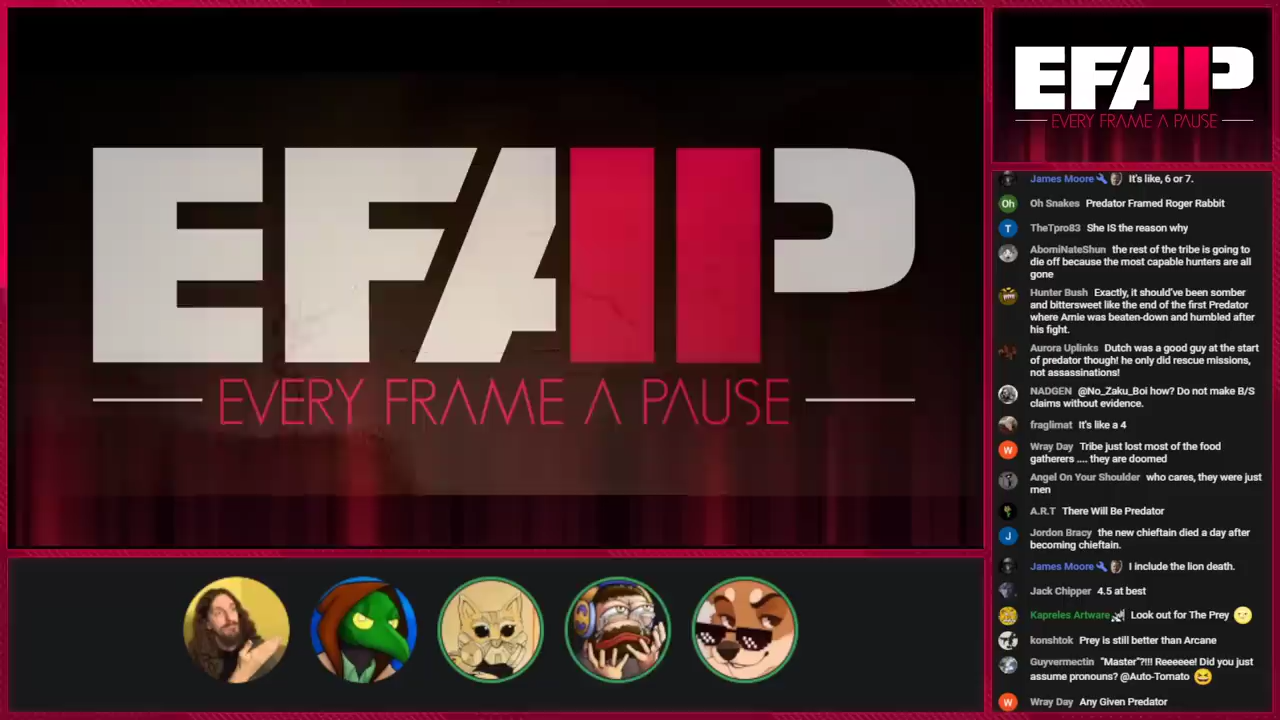 EFAP
EVERY FRAME A PAUSE
EFAP
EVERY FRAME A PAUSE
James Moore It's like, 6 or 7.
Oh
Oh Snakes Predator Framed Roger Rabbit
T
TheTpro83 She IS the reason why
AbomiNateShun the rest of the tribe is going to
die off because the most capable hunters are all
gone
Hunter Bush Exactly, it should've been somber
and bittersweet like the end of the first Predator
where Arnie was beaten-down and humbled after
his fight.
Aurora Uplinks Dutch was a good guy at the start
of predator though! he only did rescue missions,
not assassinations!
NADGEN @No_Zaku_Boi how? Do not make B/S
claims without evidence.
fraglimat It's like a 4
W
Wray Day Tribe just lost most of the food
gatherers .... they are doomed
Angel On Your Shoulder who cares, they were just
men
A.R.T There Will Be Predator
J
Jordon Bracy the new chieftain died a day after
becoming chieftain.
James Moore I include the lion death.
Jack Chipper 4.5 at best
Kapreles Artware Look out for The Prey
konshtok Prey is still better than Arcane
Guyvermectin "Master"?!!! Reeeeee! Did you just
assume pronouns? @Auto-Tomato
W
Wray Day Any Given Predator